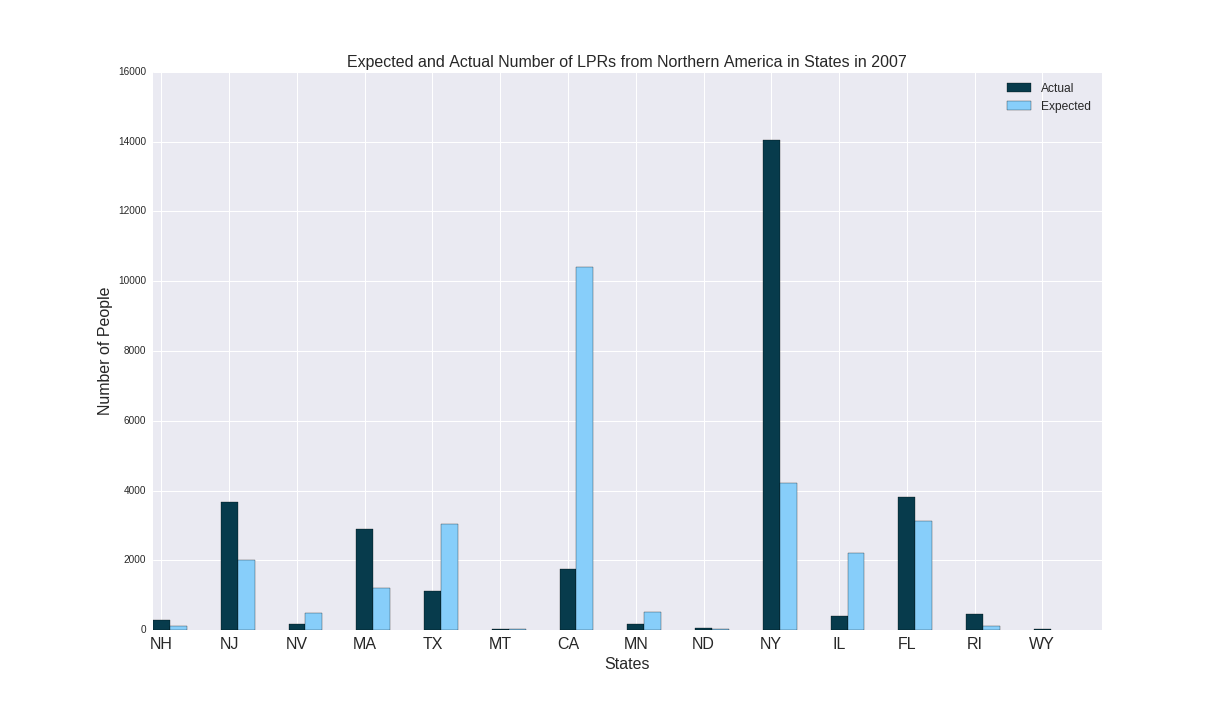 Expected and Actual Number of LPRs from Northern America in States in 2007
Actual
Expected
16000
14000
12000
10000
8000
6000
4000
2000
0
Number of People
NH NJ NV MA TX MT CA MN ND NY IL FL RI WY
States